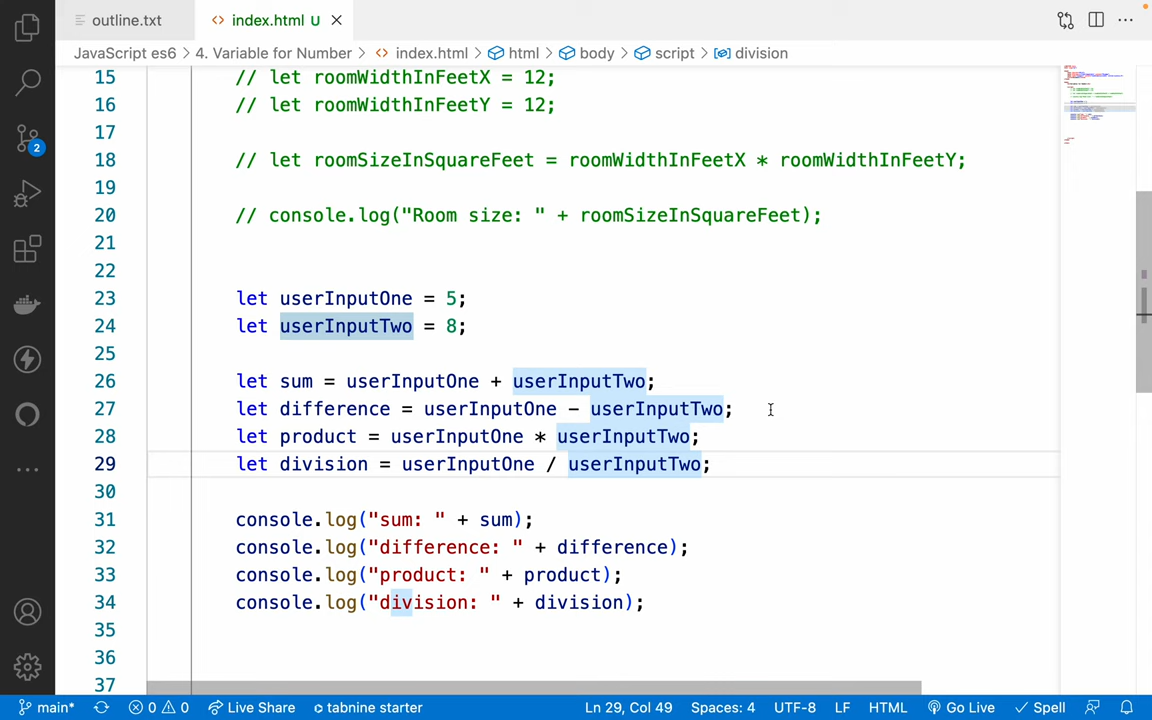 outline.txt
index.html U
JavaScript es6 > 4. Variable for Number > index.html > html > body > script > division
15 // let roomWidthInFeetX = 12;
16 // let roomWidthInFeetY = 12;
17
18 // let roomSizeInSquareFeet = roomWidthInFeetX * roomWidthInFeetY;
19
20 // console.log("Room size: " + roomSizeInSquareFeet);
21
22
23 let userInputOne = 5;
24 let userInputTwo = 8;
25
26 let sum = userInputOne + userInputTwo;
27 let difference = userInputOne - userInputTwo;
28 let product = userInputOne * userInputTwo;
29 let division = userInputOne / userInputTwo;
30
31 console.log("sum: " + sum);
32 console.log("difference: " + difference);
33 console.log("product: " + product);
34 console.log("division: " + division);
35
36
37
2
main* 0 0 Live Share tabnine starter Ln 29, Col 49 Spaces: 4 UTF-8 LF HTML Go Live Spell